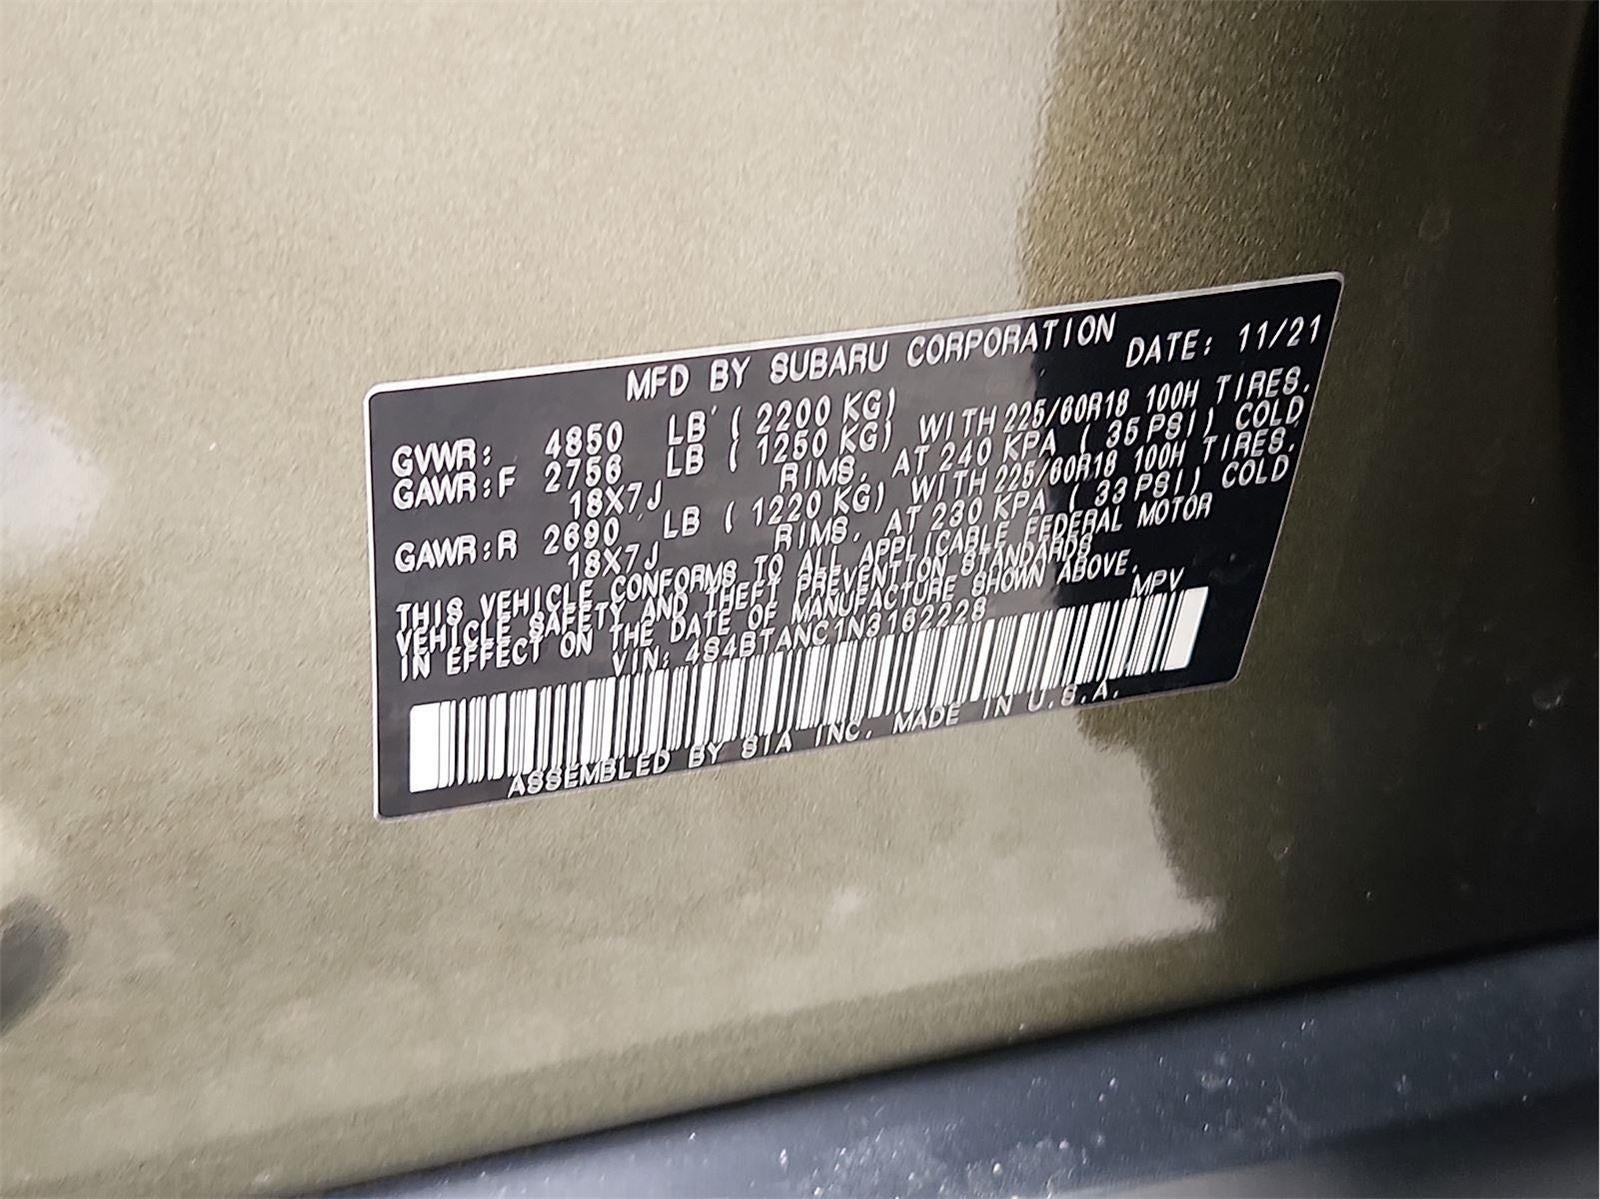 MFD BY SUBARU CORPORATION DATE: 11/21
GVWR: 4850 LB ( 2200 KG)
GAWR:F 2756 LB ( 1250 KG) WITH 225/60R18 100H TIRES,
18X7J RIMS, AT 240 KPA ( 35 PSI) COLD
GAWR:R 2690 LB ( 1220 KG) WITH 225/60R18 100H TIRES,
18X7J RIMS, AT 230 KPA ( 33 PSI) COLD
THIS VEHICLE CONFORMS TO ALL APPLICABLE FEDERAL MOTOR
VEHICLE SAFETY AND THEFT PREVENTION STANDARDS
IN EFFECT ON THE DATE OF MANUFACTURE SHOWN ABOVE.
VIN: 4S4BTANC1N3162228 MPV
ASSEMBLED BY SIA INC. MADE IN U.S.A.